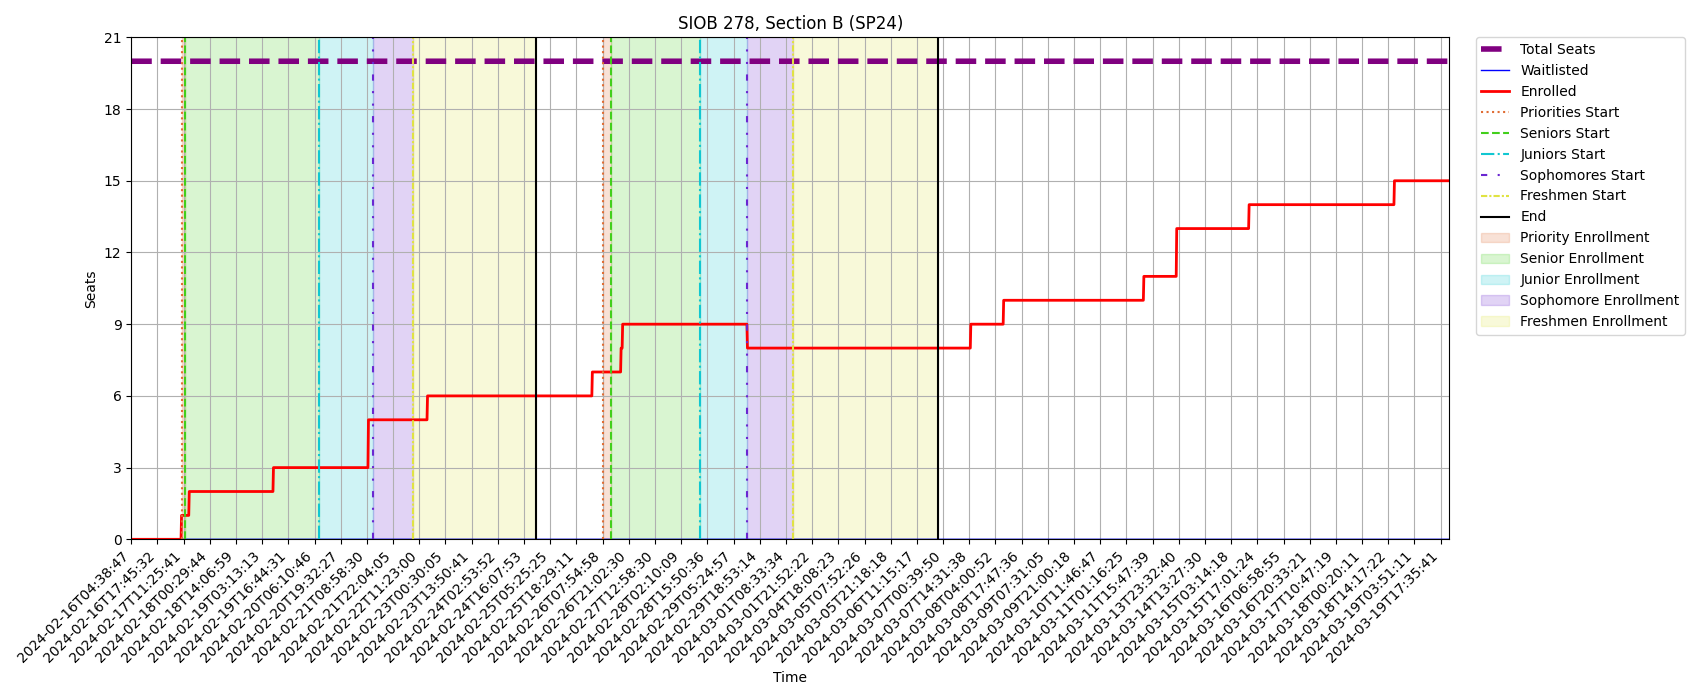 SIOB 278, Section B (SP24)
21
18
15
12
9
6
3
0
Seats
2024-02-16T04:38:47
2024-02-16T17:45:32
2024-02-17T11:25:41
2024-02-18T00:29:44
2024-02-18T14:06:59
2024-02-19T03:13:13
2024-02-19T16:44:31
2024-02-20T06:10:46
2024-02-20T19:32:27
2024-02-21T08:58:30
2024-02-21T22:04:05
2024-02-22T11:23:00
2024-02-23T00:30:05
2024-02-23T13:50:41
2024-02-24T02:53:52
2024-02-24T16:07:53
2024-02-25T05:25:25
2024-02-25T18:29:11
2024-02-26T07:54:58
2024-02-26T21:02:30
2024-02-27T12:58:30
2024-02-28T02:10:09
2024-02-28T15:50:36
2024-02-29T05:24:57
2024-02-29T18:53:14
2024-03-01T08:33:34
2024-03-01T21:52:22
2024-03-04T18:08:23
2024-03-05T07:52:26
2024-03-05T21:18:18
2024-03-06T11:15:17
2024-03-07T00:39:50
2024-03-07T14:31:38
2024-03-08T04:00:52
2024-03-08T17:47:36
2024-03-09T07:31:05
2024-03-09T21:00:18
2024-03-10T11:46:47
2024-03-11T01:16:25
2024-03-11T15:47:39
2024-03-13T23:32:40
2024-03-14T13:27:30
2024-03-15T03:14:18
2024-03-15T17:01:24
2024-03-16T06:58:55
2024-03-16T20:33:21
2024-03-17T10:47:19
2024-03-18T00:20:11
2024-03-18T14:17:22
2024-03-19T03:51:11
2024-03-19T17:35:41
Time
Total Seats
Waitlisted
Enrolled
Priorities Start
Seniors Start
Juniors Start
Sophomores Start
Freshmen Start
End
Priority Enrollment
Senior Enrollment
Junior Enrollment
Sophomore Enrollment
Freshmen Enrollment